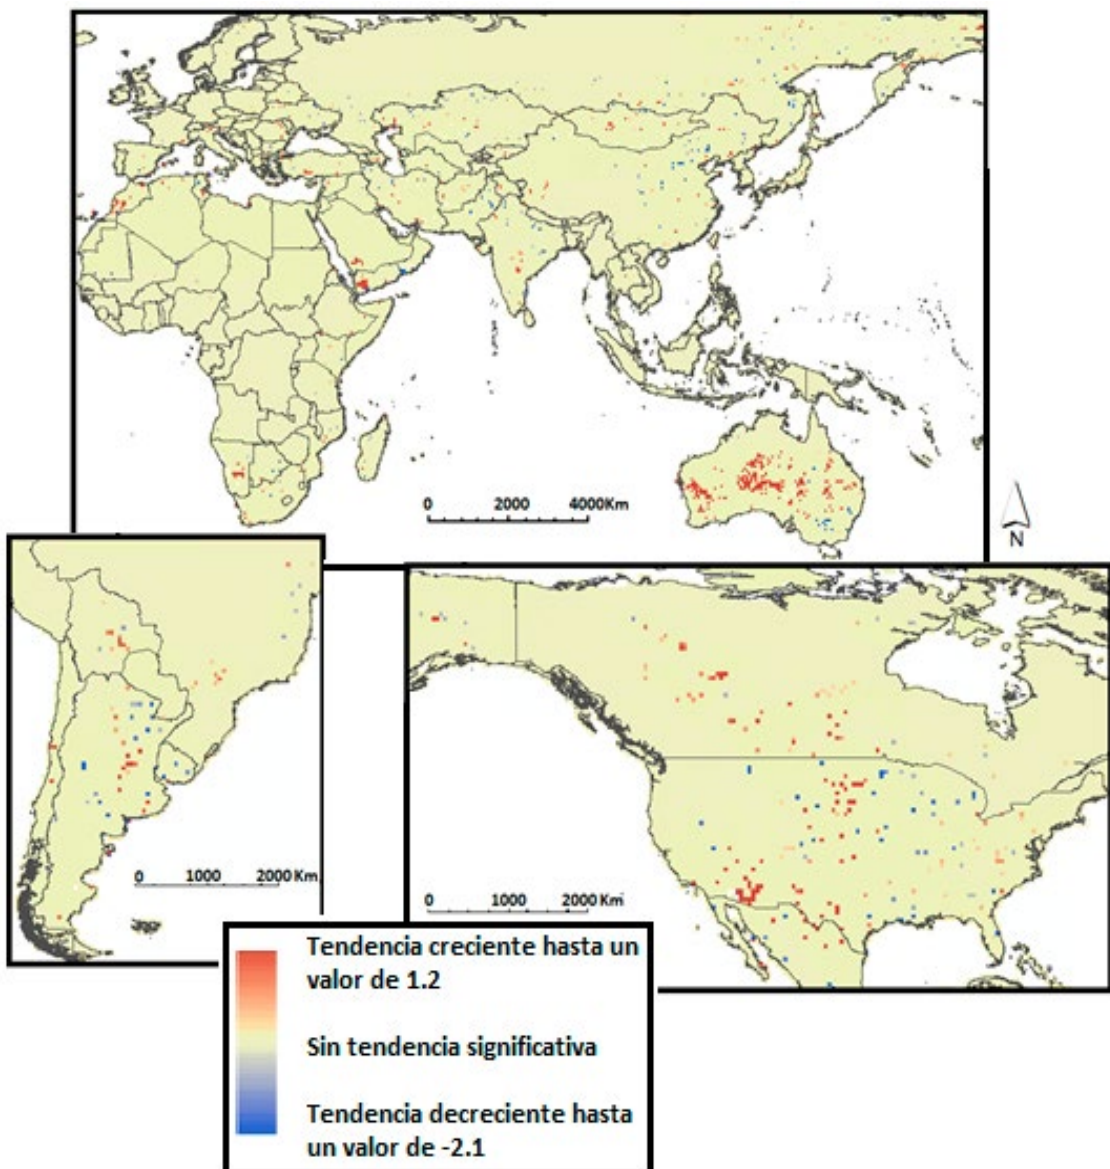 0 2000 4000Km
N
0 1000 2000 Km
0 1000 2000 Km
Tendencia creciente hasta un
valor de 1.2
Sin tendencia significativa
Tendencia decreciente hasta
un valor de -2.1